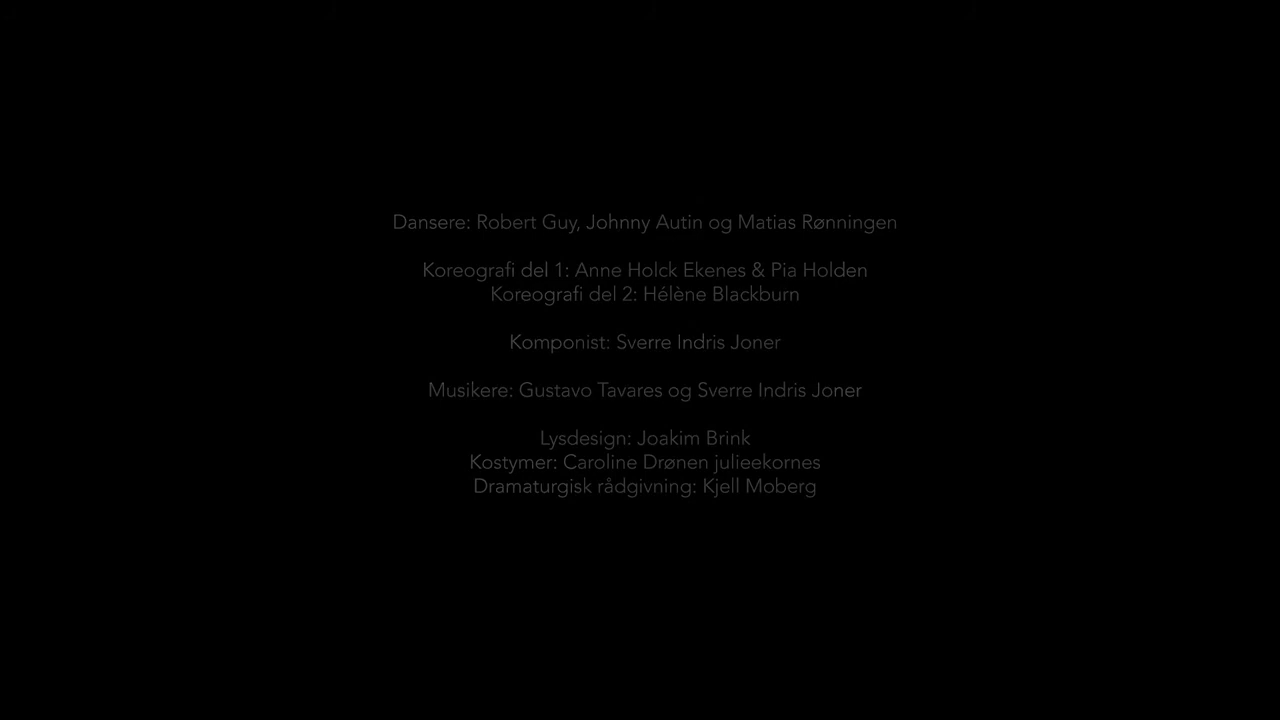 Dansere: Robert Guy, Johnny Autin og Matias Rønningen
Koreografi del 1: Anne Holck Ekenes & Pia Holden
Koreografi del 2: Hélène Blackburn
Komponist: Sverre Indris Joner
Musikere: Gustavo Tavares og Sverre Indris Joner
Lysdesign: Joakim Brink
Kostymer: Caroline Drønen julieekornes
Dramaturgisk rådgivning: Kjell Moberg